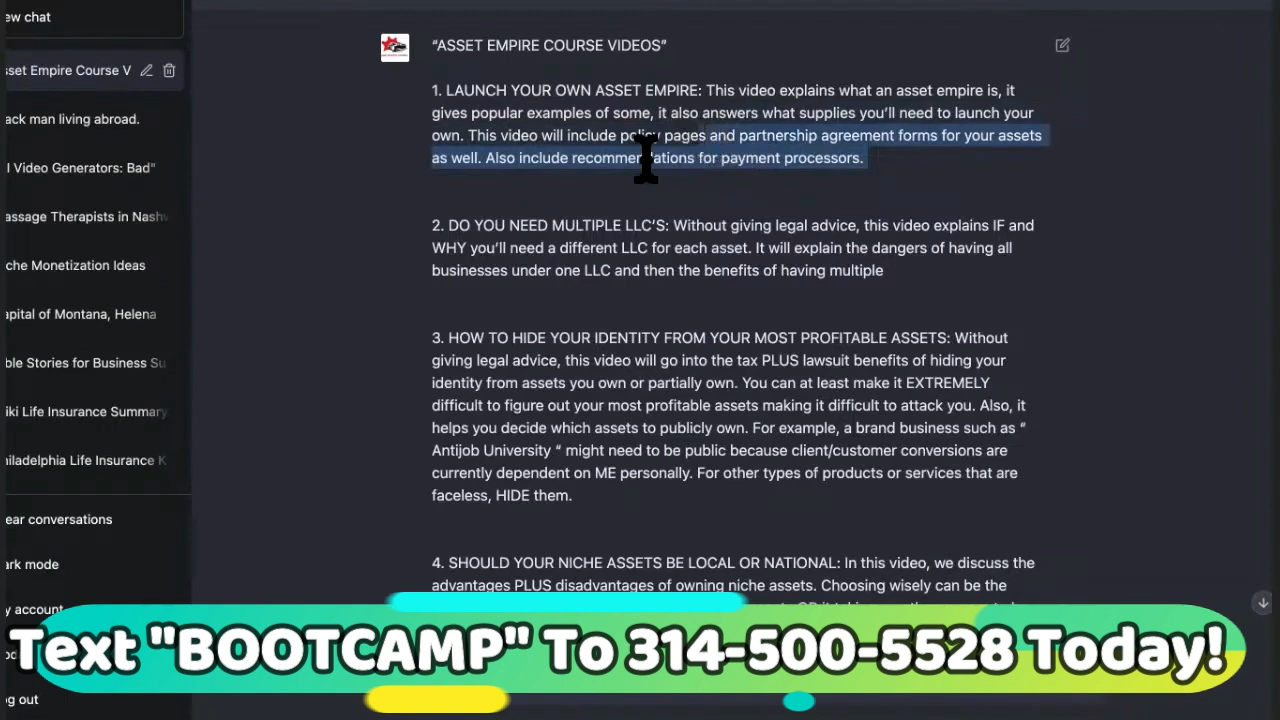 ew chat
sset Empire Course V
ack man living abroad.
l Video Generators: Bad"
assage Therapists in Nashv
che Monetization Ideas
apital of Montana, Helena
ble Stories for Business Su
iki Life Insurance Summary
hiladelphia Life Insurance K
ear conversations
ark mode
y account
og out
“ASSET EMPIRE COURSE VIDEOS”
1. LAUNCH YOUR OWN ASSET EMPIRE: This video explains what an asset empire is, it
gives popular examples of some, it also answers what supplies you’ll need to launch your
own. This video will include pages and partnership agreement forms for your assets
as well. Also include recommendations for payment processors.
2. DO YOU NEED MULTIPLE LLC’S: Without giving legal advice, this video explains IF and
WHY you’ll need a different LLC for each asset. It will explain the dangers of having all
businesses under one LLC and then the benefits of having multiple
3. HOW TO HIDE YOUR IDENTITY FROM YOUR MOST PROFITABLE ASSETS: Without
giving legal advice, this video will go into the tax PLUS lawsuit benefits of hiding your
identity from assets you own or partially own. You can at least make it EXTREMELY
difficult to figure out your most profitable assets making it difficult to attack you. Also, it
helps you decide which assets to publicly own. For example, a brand business such as “
Antijob University “ might need to be public because client/customer conversions are
currently dependent on ME personally. For other types of products or services that are
faceless, HIDE them.
4. SHOULD YOUR NICHE ASSETS BE LOCAL OR NATIONAL: In this video, we discuss the
advantages PLUS disadvantages of owning niche assets. Choosing wisely can be the
Text "BOOTCAMP" To 314-500-5528 Today!